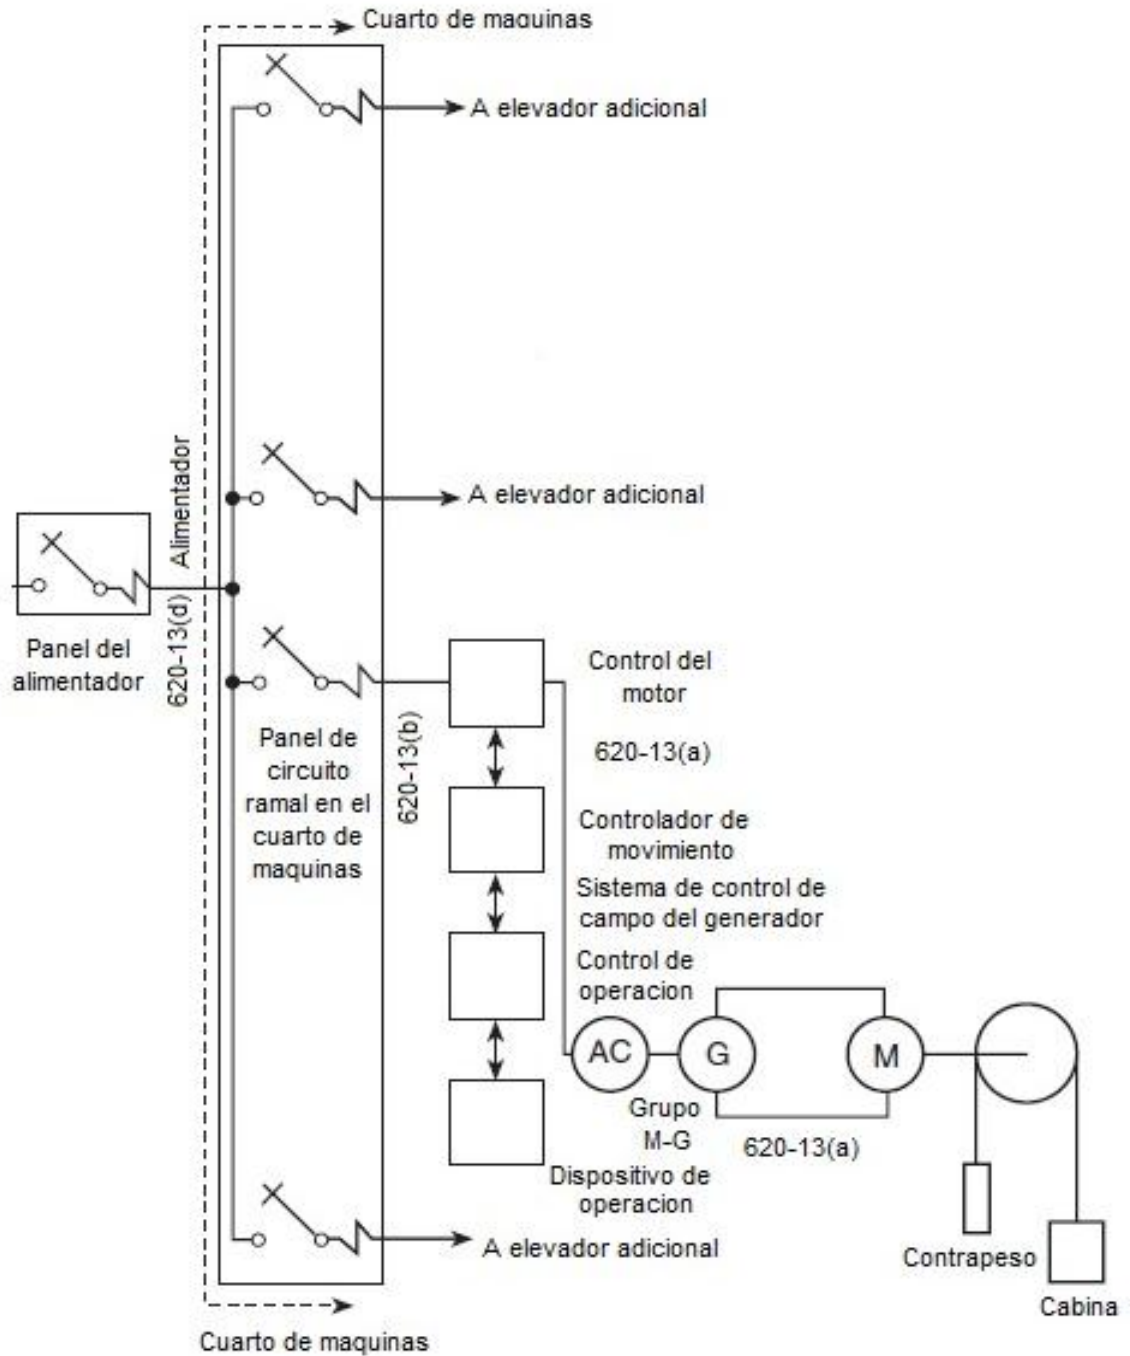 Cuarto de maquinas
A elevador adicional
Alimentador
A elevador adicional
Panel del
alimentador
620-13(d)
Panel de
circuito
ramal en el
cuarto de
maquinas
620-13(b)
Control del
motor
620-13(a)
Controlador de
movimiento
Sistema de control de
campo del generador
Control de
operacion
AC
G
M
Grupo
M-G
620-13(a)
Dispositivo de
operacion
A elevador adicional
Contrapeso
Cabina
Cuarto de maquinas